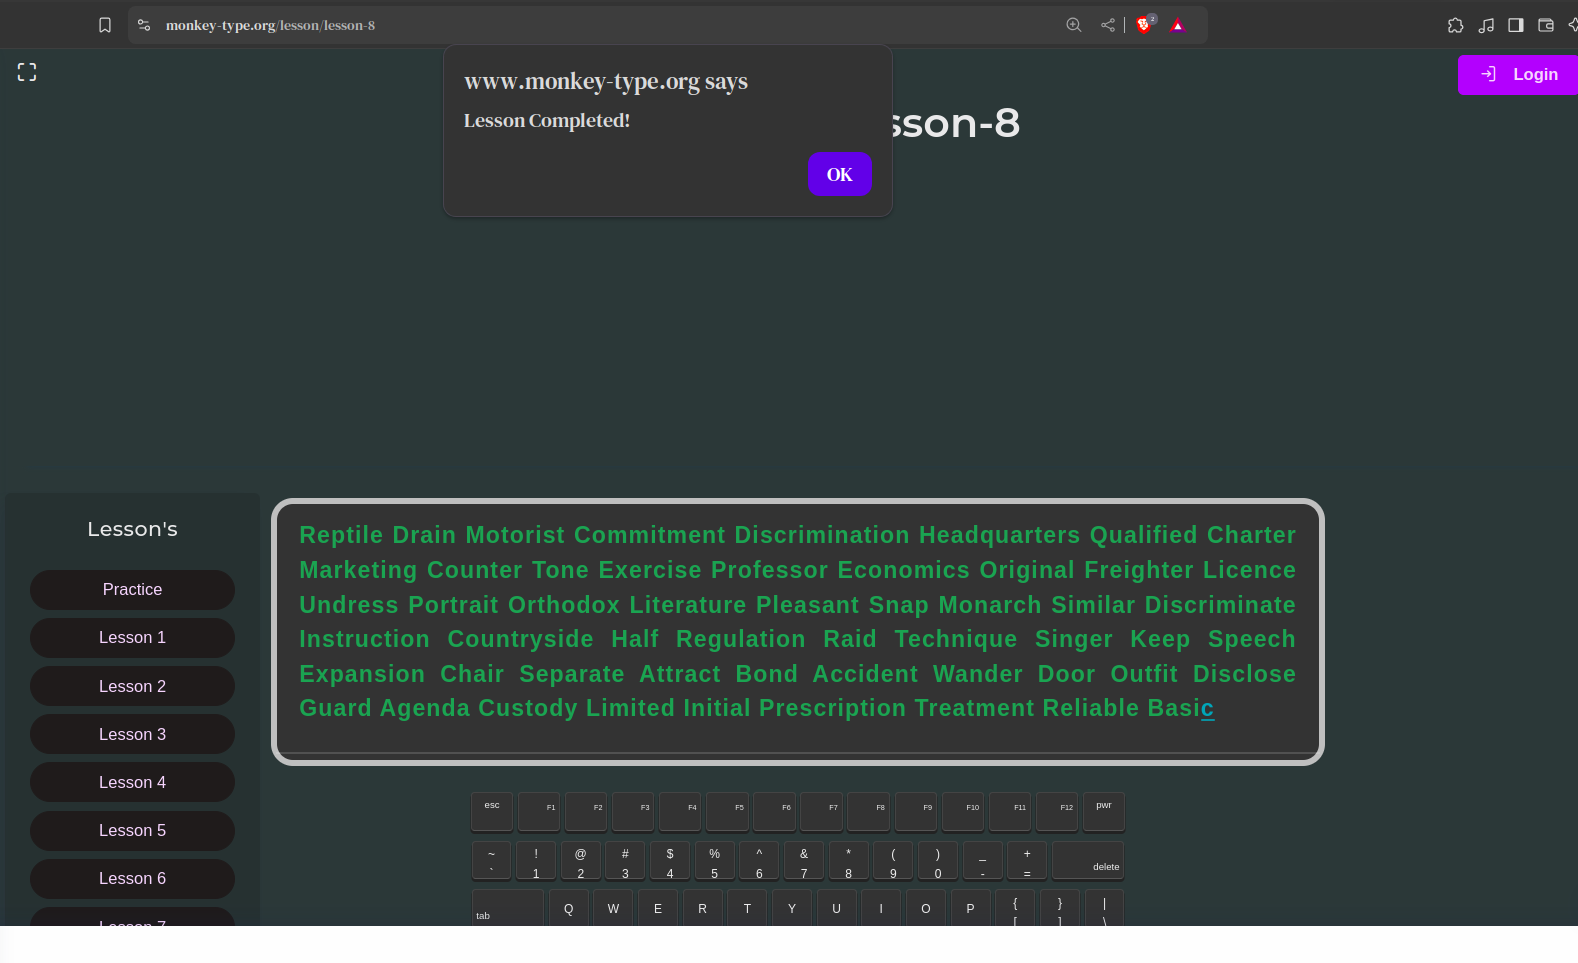 monkey-type.org/lesson/lesson-8
2
www.monkey-type.org says
Lesson Completed!
OK
Login
sson-8
Lesson's
Practice
Lesson 1
Lesson 2
Lesson 3
Lesson 4
Lesson 5
Lesson 6
Lesson 7
Reptile Drain Motorist Commitment Discrimination Headquarters Qualified Charter
Marketing Counter Tone Exercise Professor Economics Original Freighter Licence
Undress Portrait Orthodox Literature Pleasant Snap Monarch Similar Discriminate
Instruction Countryside Half Regulation Raid Technique Singer Keep Speech
Expansion Chair Separate Attract Bond Accident Wander Door Outfit Disclose
Guard Agenda Custody Limited Initial Prescription Treatment Reliable Basic
esc F1 F2 F3 F4 F5 F6 F7 F8 F9 F10 F11 F12 pwr
~ ! @ # $ % ^ & * ( ) _ +
` 1 2 3 4 5 6 7 8 9 0 - = delete
tab Q W E R T Y U I O P { } |
[ ] \